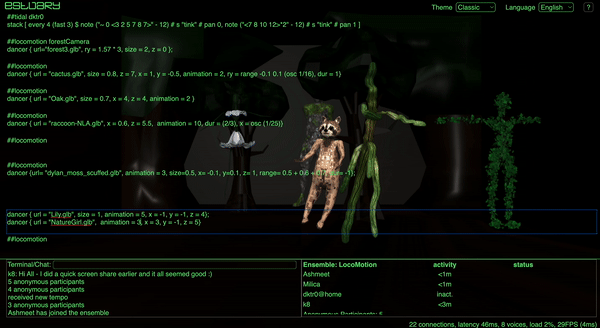 estuary
Theme Classic Language English ?
##tidal dktr0
stack [ every 4 (fast 3) $ note ("~ 0 <3 2 5 7 8 7>" - 12) # s "tink" # pan 0, note ("<7 8 10 12>*2" - 12) # s "tink" # pan 1 ]
##locomotion forestCamera
dancer { url="forest3.glb", ry = 1.57 * 3, size = 2, z = 0 };
##locomotion
dancer { url = "cactus.glb", size = 0.8, z = 7, x = 1, y = -0.5, animation = 2, ry = range -0.1 0.1 (osc 1/16), dur = 1}
##locomotion
dancer { url = "Oak.glb", size = 0.7, x = 4, z = 4, animation = 2 }
##locomotion
dancer { url = "raccoon-NLA.glb", x = 0.6, z = 5.5, animation = 10, dur = (2/3), x = osc (1/25)}
##locomotion
##locomotion
dancer {url= "dylan_moss_scuffed.glb", animation = 3, size=0.5, x= -0.1, y=0.1, z= 1, range= 0.5 + 0.6 = -1};
dancer { url = "Lily.glb", size = 1, animation = 5, x = -1, y = -1, z = 4};
dancer { url = "NatureGirl.glb", animation = 3, x = 3, y = -1, z = 5}
##locomotion
Terminal/Chat:
k8: Hi All - I did a quick screen share earlier and it all seemed good :)
5 anonymous participants
4 anonymous participants
received new tempo
3 anonymous participants
Ashmeet has joined the ensemble
Ensemble: LocoMotion activity status
Ashmeet <1m
Milica <1m
dktr0@home inact.
k8 <3m
Anonymous Participants: 5
22 connections, latency 46ms, 8 voices, load 2%, 29FPS (4ms)